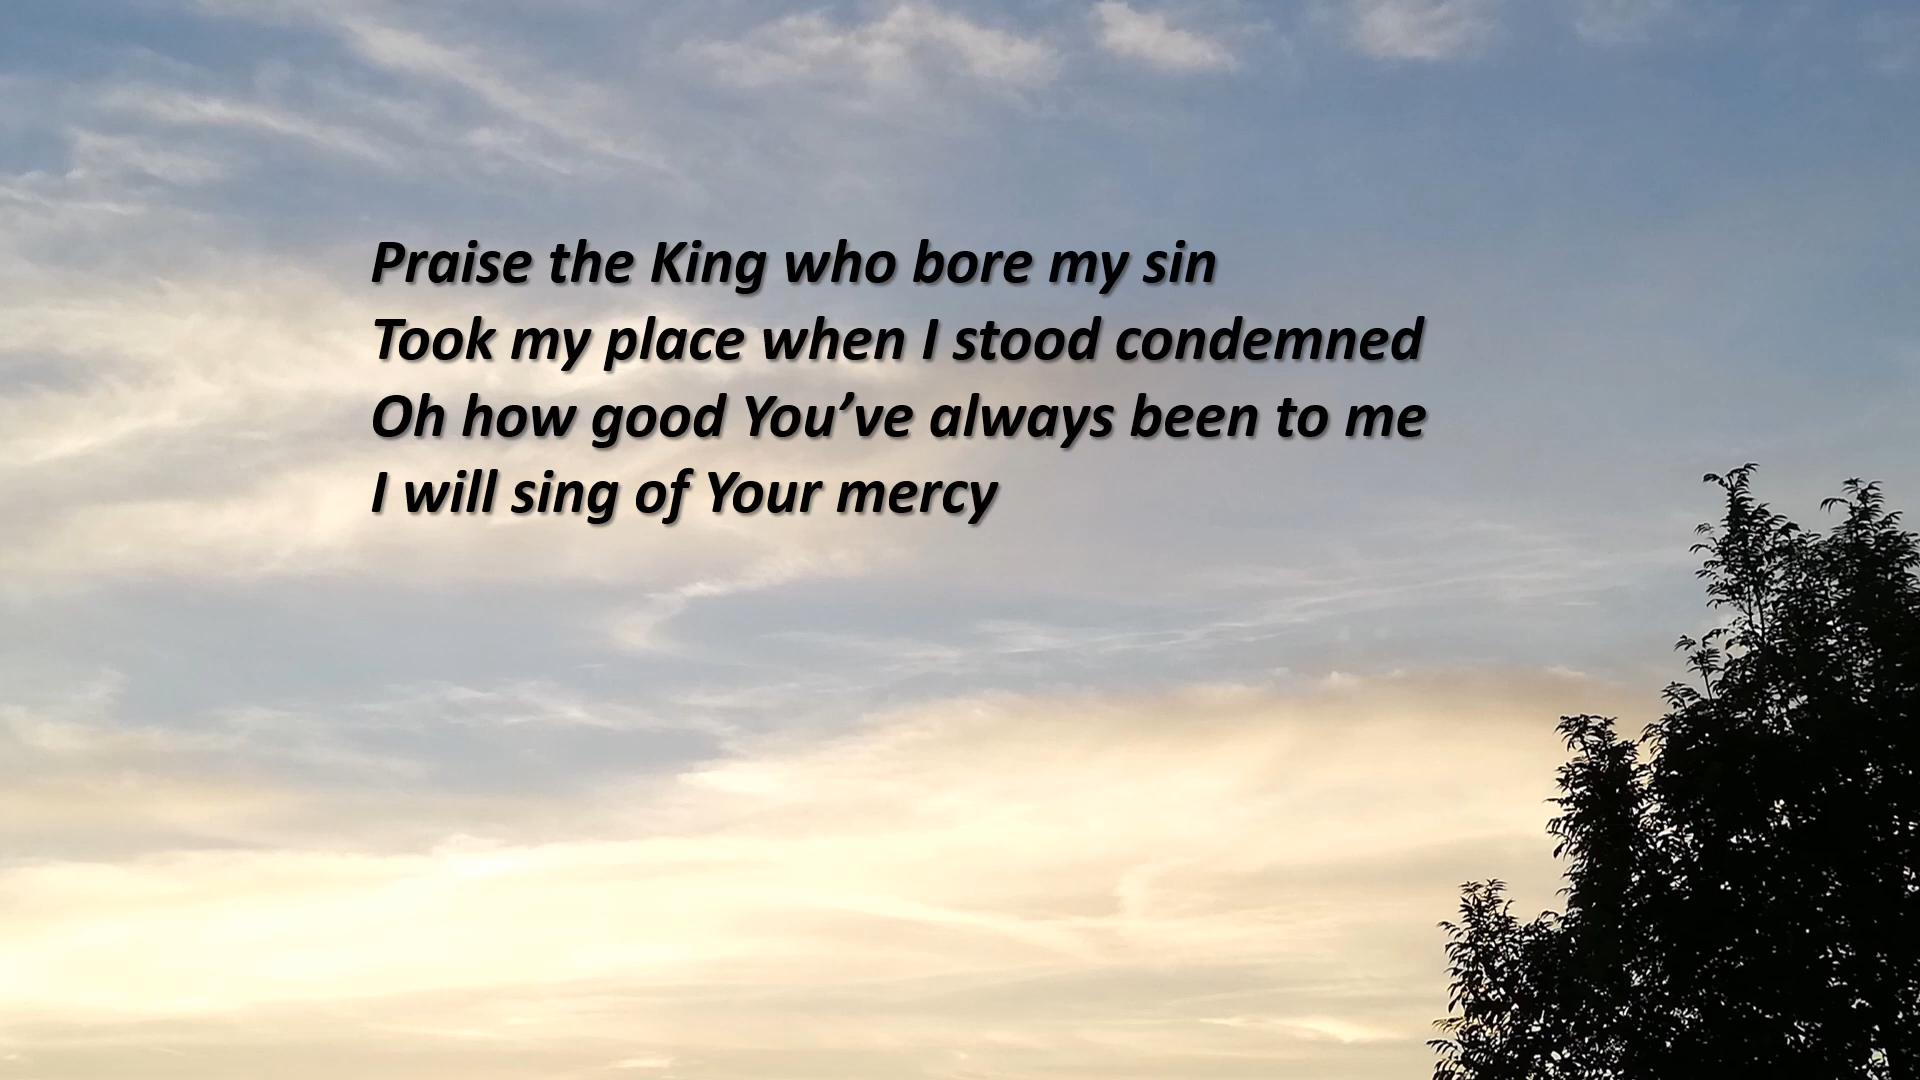 Praise the King who bore my sin
Took my place when I stood condemned
Oh how good You’ve always been to me
I will sing of Your mercy